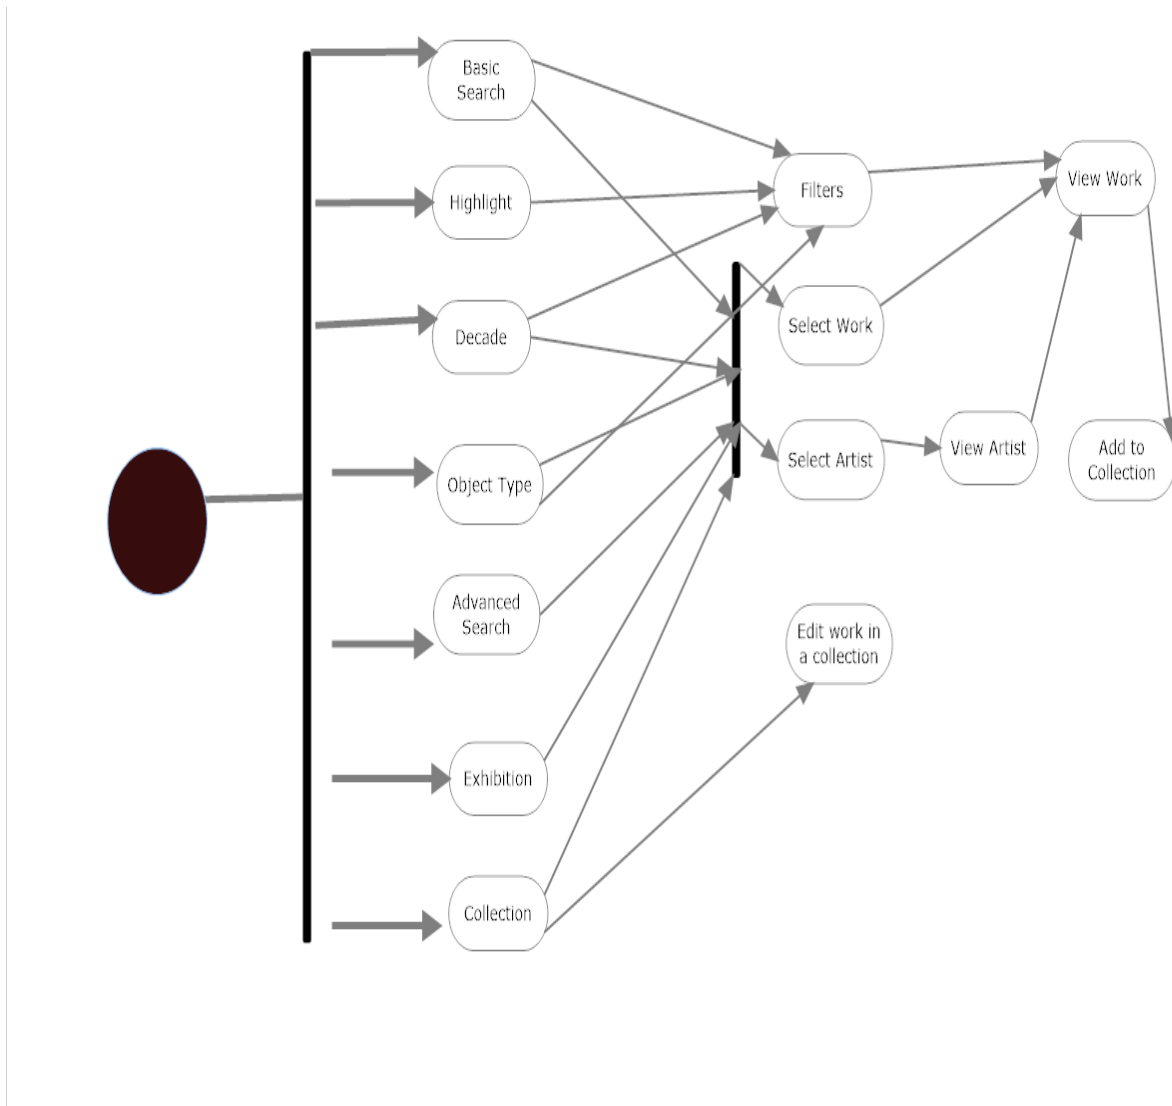 Basic
Search
Highlight
Decade
Object Type
Advanced
Search
Exhibition
Collection
Filters
Select Work
Select Artist
Edit work in
a collection
View Artist
View Work
Add to
Collection